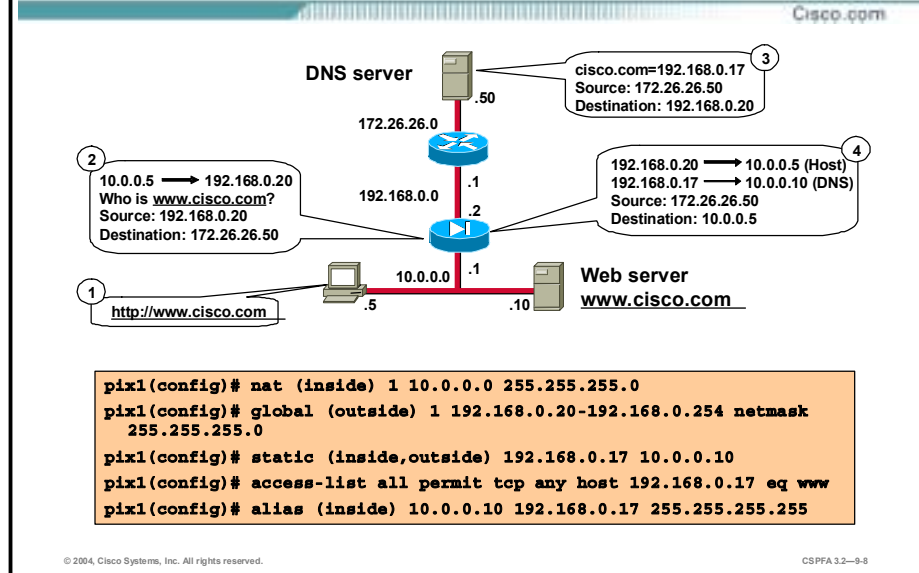 Cisco.com
DNS server
.50
172.26.26.0
3
cisco.com=192.168.0.17
Source: 172.26.26.50
Destination: 192.168.0.20
2
10.0.0.5 → 192.168.0.20
Who is www.cisco.com?
Source: 192.168.0.20
Destination: 172.26.26.50
192.168.0.0
.1
.2
4
192.168.0.20 → 10.0.0.5 (Host)
192.168.0.17 → 10.0.0.10 (DNS)
Source: 172.26.26.50
Destination: 10.0.0.5
1
http://www.cisco.com
10.0.0.0
.1
.5
.10
Web server
www.cisco.com
pix1(config)# nat (inside) 1 10.0.0.0 255.255.255.0
pix1(config)# global (outside) 1 192.168.0.20-192.168.0.254 netmask
255.255.255.0
pix1(config)# static (inside,outside) 192.168.0.17 10.0.0.10
pix1(config)# access-list all permit tcp any host 192.168.0.17 eq www
pix1(config)# alias (inside) 10.0.0.10 192.168.0.17 255.255.255.255
© 2004, Cisco Systems, Inc. All rights reserved.
CSPFA 3.2—9-8